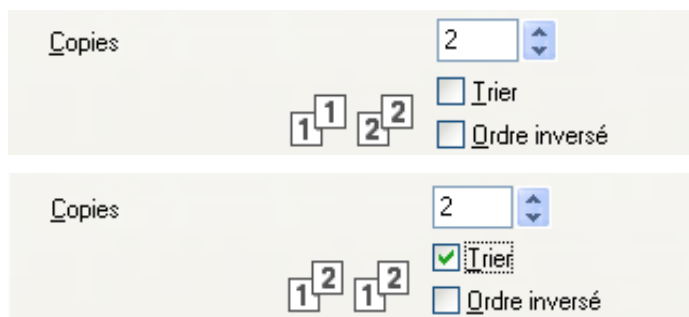 Copies 2
Trier
1 1 2 2
Ordre inversé
Copies 2
Trier
1 2 1 2
Ordre inversé